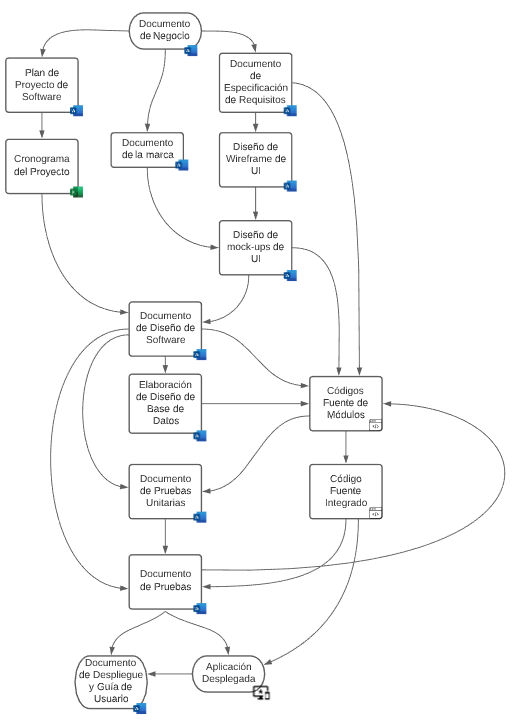 Documento
de Negocio
Plan de
Proyecto de
Software
Documento
de
Especificación
de Requisitos
Cronograma
del Proyecto
Documento
de la marca
Diseño de
Wireframe de
UI
Diseño de
mock-ups de
UI
Documento
de Diseño de
Software
Elaboración
de Diseño de
Base de
Datos
Códigos
Fuente de
Módulos
Documento
de Pruebas
Unitarias
Código
Fuente
Integrado
Documento
de Pruebas
Documento
de Despliegue
y Guía de
Usuario
Aplicación
Desplegada